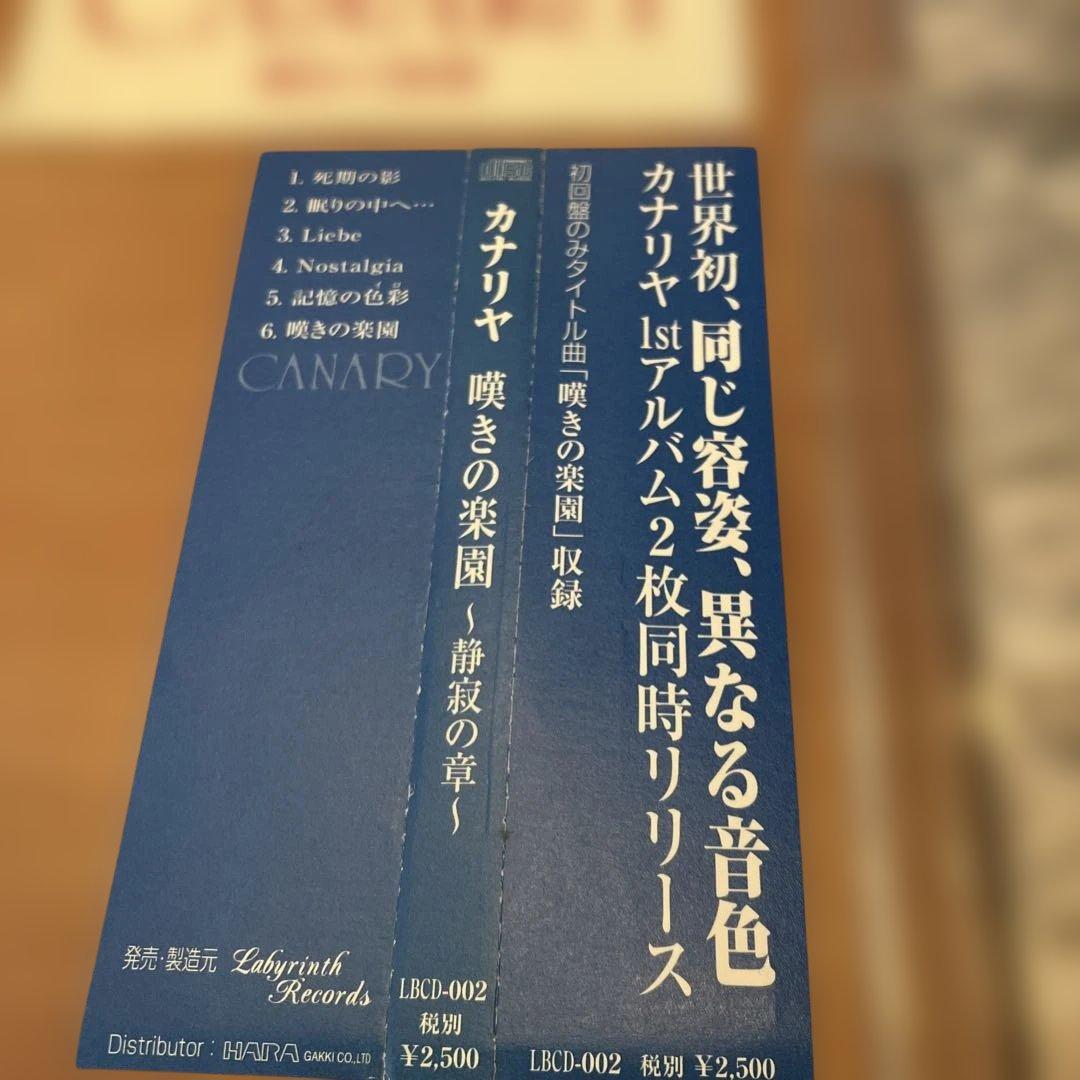 世界初、同じ容姿、異なる音色
カナリヤ 1stアルバム2枚同時リリース
初回盤のみタイトル曲「嘆きの楽園」収録
LBCD-002 税別 ¥2,500
カナリヤ 嘆きの楽園 ～静寂の章～
LBCD-002
税別
¥2,500
1. 死期の影
2. 眠りの中へ…
3. Liebe
4. Nostalgia
イロ
5. 記憶の色彩
6. 嘆きの楽園
CANARY
発売・製造元 Labyrinth
Records
Distributor : HARA GAKKI CO.,LTD